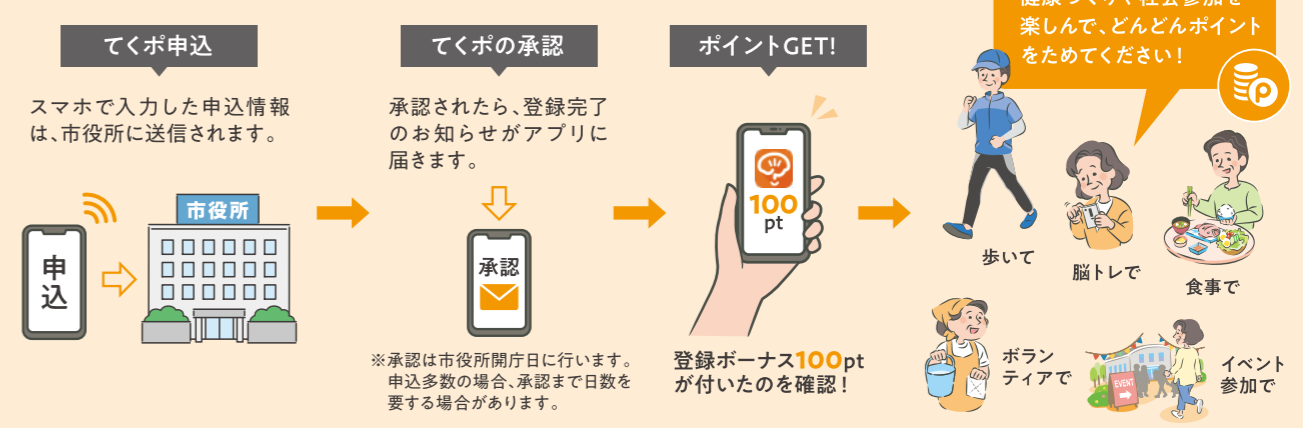 てくポ申込
スマホで入力した申込情報
は、市役所に送信されます。
申
込
市役所
てくポの承認
承認されたら、登録完了
のお知らせがアプリに
届きます。
承認
※承認は市役所開庁日に行います。
申込多数の場合、承認まで日数を
要する場合があります。
ポイントGET!
100
pt
登録ボーナス100pt
が付いたのを確認!
健康づくりや社会参加を
楽しんで、どんどんポイント
をためてください!
P
歩いて
脳トレで
食事で
ボラン
ティアで
EVENT
イベント
参加で